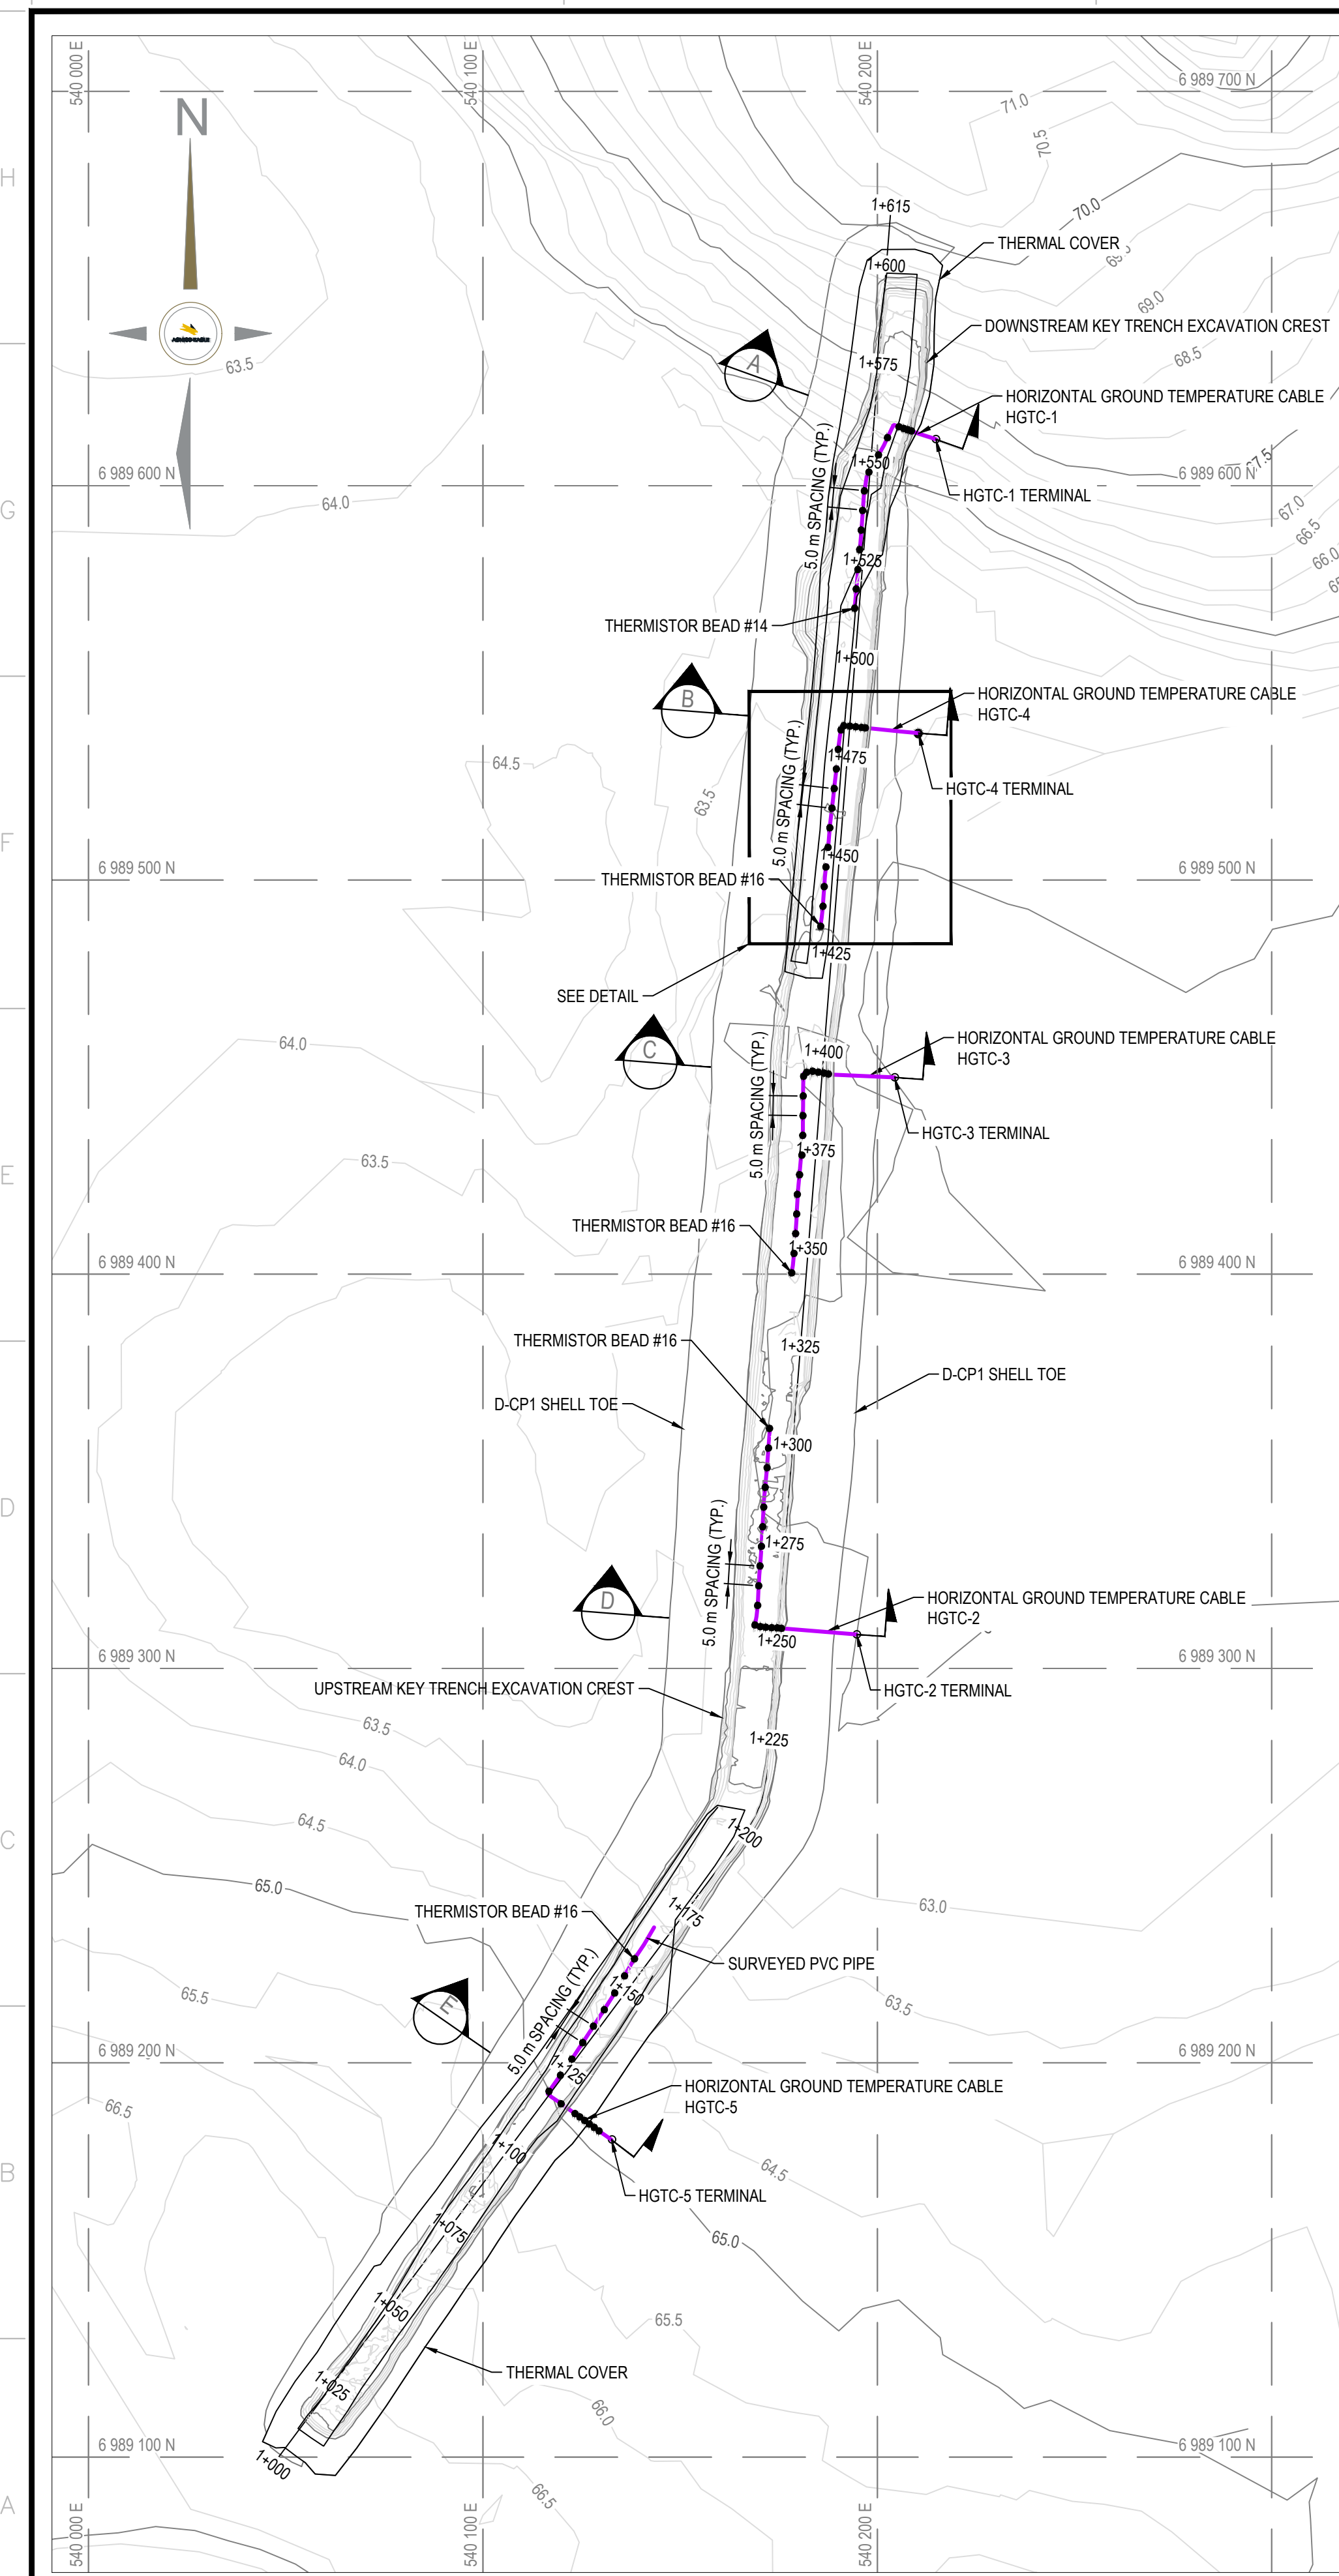 540 000 E
540 100 E
540 200 E
6 989 700 N
N
71.0
70.5
H
70.0
1+615
THERMAL COVER
1+600
69.0
DOWNSTREAM KEY TRENCH EXCAVATION CREST
68.5
63.5
A
1+575
HORIZONTAL GROUND TEMPERATURE CABLE
HGTC-1
5.0 m SPACING (TYP.)
1+550
67.5
6 989 600 N
6 989 600 N
64.0
HGTC-1 TERMINAL
67.0
G
66.5
66.0
1+525
THERMISTOR BEAD #14
1+500
B
HORIZONTAL GROUND TEMPERATURE CABLE
HGTC-4
64.5
5.0 m SPACING (TYP.)
1+475
HGTC-4 TERMINAL
63.5
F
1+450
6 989 500 N
6 989 500 N
THERMISTOR BEAD #16
1+425
SEE DETAIL
64.0
C
1+400
HORIZONTAL GROUND TEMPERATURE CABLE
HGTC-3
5.0 m SPACING (TYP.)
HGTC-3 TERMINAL
1+375
63.5
E
THERMISTOR BEAD #16
1+350
6 989 400 N
6 989 400 N
THERMISTOR BEAD #16
1+325
D-CP1 SHELL TOE
D-CP1 SHELL TOE
1+300
D
5.0 m SPACING (TYP.)
1+275
D
HORIZONTAL GROUND TEMPERATURE CABLE
HGTC-2
1+250
6 989 300 N
6 989 300 N
UPSTREAM KEY TRENCH EXCAVATION CREST
HGTC-2 TERMINAL
63.5
1+225
64.0
64.5
1+200
C
65.0
63.0
THERMISTOR BEAD #16
1+175
SURVEYED PVC PIPE
65.5
5.0 m SPACING (TYP.)
1+150
63.5
E
6 989 200 N
6 989 200 N
1+125
HORIZONTAL GROUND TEMPERATURE CABLE
HGTC-5
66.5
1+100
64.5
B
HGTC-5 TERMINAL
1+075
65.0
1+050
65.5
THERMAL COVER
1+025
66.0
6 989 100 N
6 989 100 N
1+000
66.5
A
540 000 E
540 100 E
540 200 E